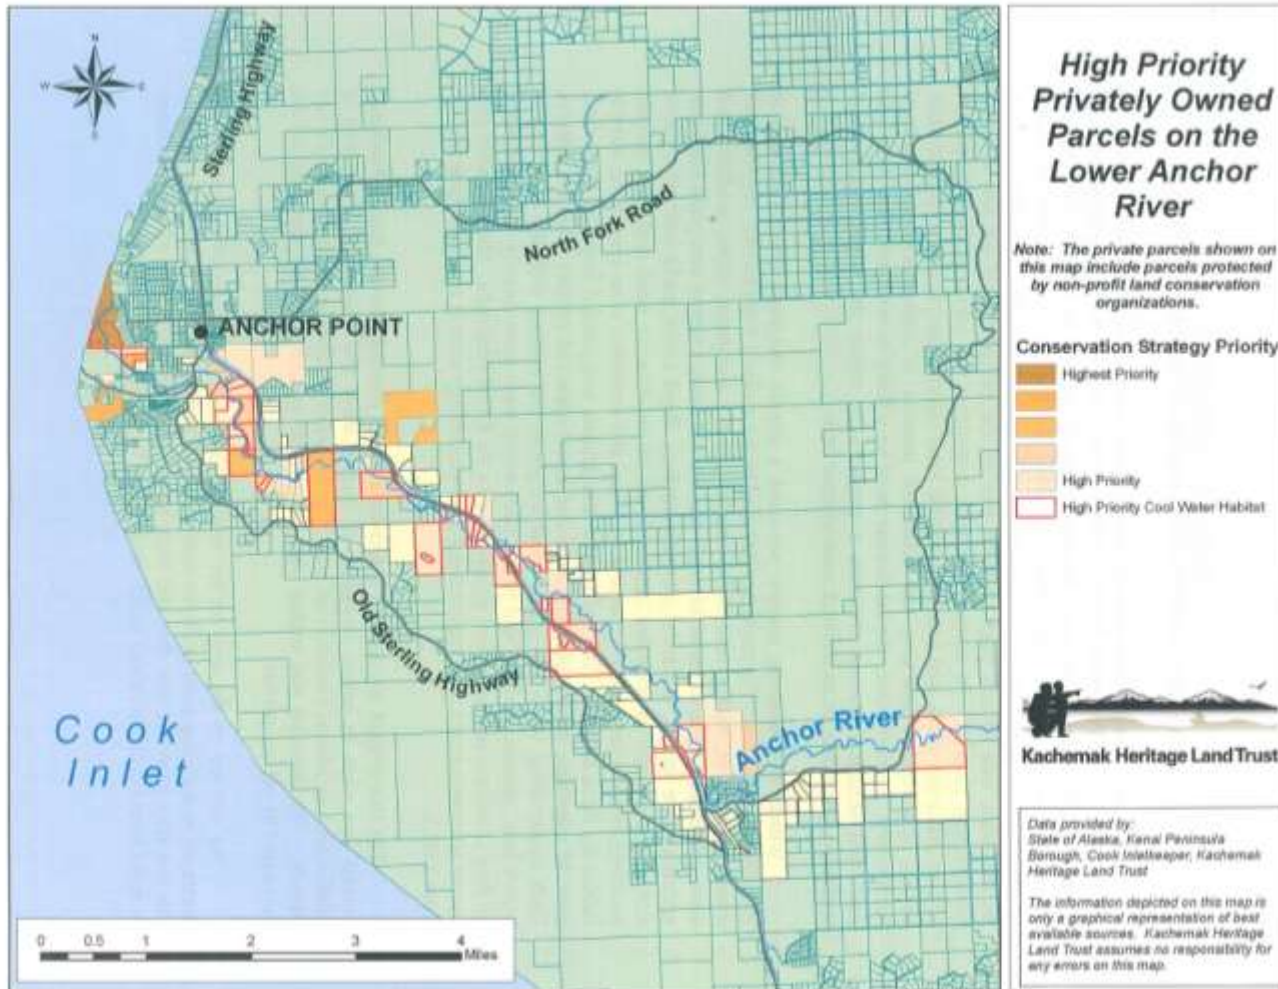 High Priority
Privately Owned
Parcels on the
Lower Anchor
River
Note: The private parcels shown on
this map include parcels protected
by non-profit land conservation
organizations.
Conservation Strategy Priority
Highest Priority
High Priority
High Priority Cool Water Habitat
Kachemak Heritage Land Trust
Data provided by:
State of Alaska, Kenai Peninsula
Borough, Cook Inletkeeper, Kachemak
Heritage Land Trust
The information depicted on this map is
only a graphical representation of best
available sources. Kachemak Heritage
Land Trust assumes no responsibility for
any errors on this map.
N
W
E
S
Sterling Highway
North Fork Road
ANCHOR POINT
Old Sterling Highway
Anchor River
Cook
Inlet
0 0.5 1 2 3 4
Miles